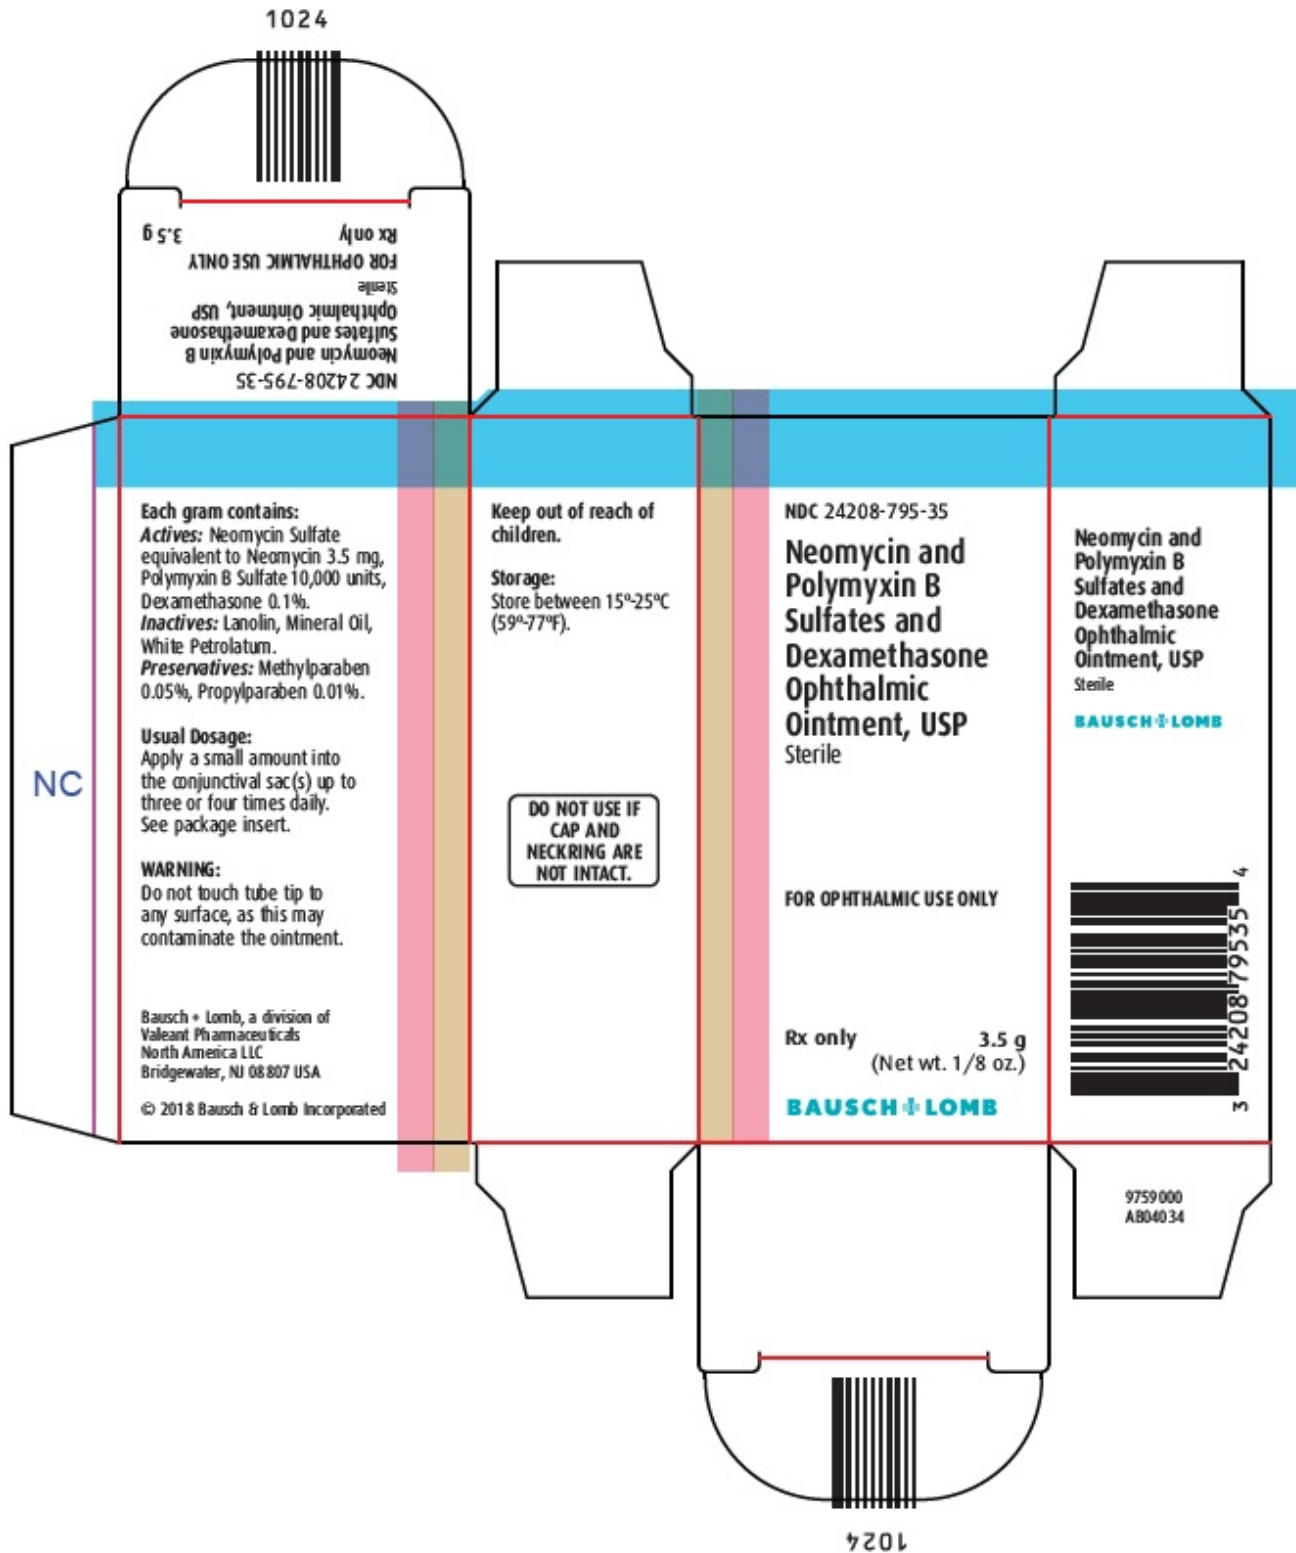 1024
3.5 g
Rx only
FOR OPHTHALMIC USE ONLY
Sterile
Ophthalmic Ointment, USP
Sulfates and Dexamethasone
Neomycin and Polymyxin B
NDC 24208-795-35
NC
Each gram contains:
Actives: Neomycin Sulfate
equivalent to Neomycin 3.5 mg,
Polymyxin B Sulfate 10,000 units,
Dexamethasone 0.1%.
Inactives: Lanolin, Mineral Oil,
White Petrolatum.
Preservatives: Methylparaben
0.05%, Propylparaben 0.01%.
Usual Dosage:
Apply a small amount into
the conjunctival sac(s) up to
three or four times daily.
See package insert.
WARNING:
Do not touch tube tip to
any surface, as this may
contaminate the ointment.
Bausch + Lomb, a division of
Valeant Pharmaceuticals
North America LLC
Bridgewater, NJ 08807 USA
© 2018 Bausch & Lomb Incorporated
Keep out of reach of
children.
Storage:
Store between 15º-25ºC
(59º-77ºF).
DO NOT USE IF
CAP AND
NECKRING ARE
NOT INTACT.
NDC 24208-795-35
Neomycin and
Polymyxin B
Sulfates and
Dexamethasone
Ophthalmic
Ointment, USP
Sterile
FOR OPHTHALMIC USE ONLY
Rx only 3.5 g
(Net wt. 1/8 oz.)
BAUSCH + LOMB
Neomycin and
Polymyxin B
Sulfates and
Dexamethasone
Ophthalmic
Ointment, USP
Sterile
BAUSCH + LOMB
3 24208 79535 4
9759000
AB04034
1024